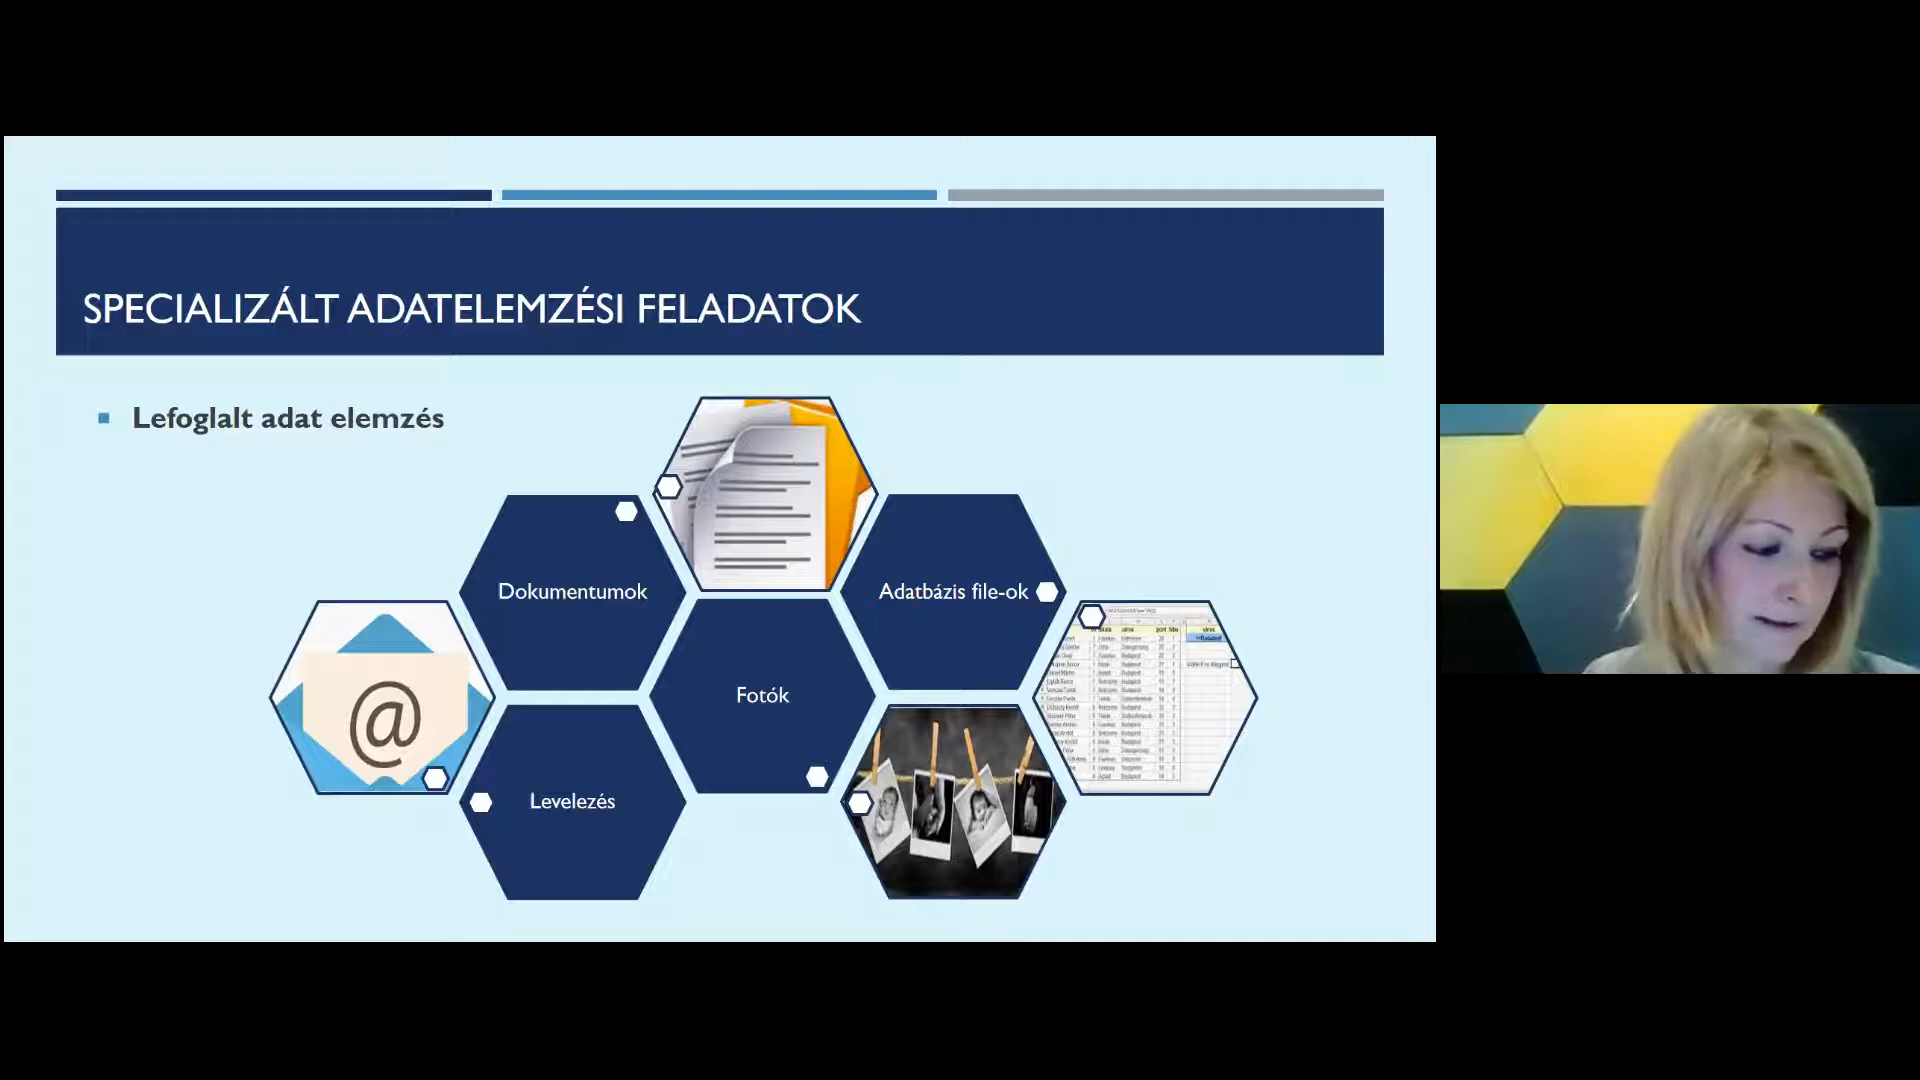 SPECIALIZÁLT ADATELEMZÉSI FELADATOK
Lefoglalt adat elemzés
Dokumentumok
Adatbázis file-ok
Fotók
Levelezés
@